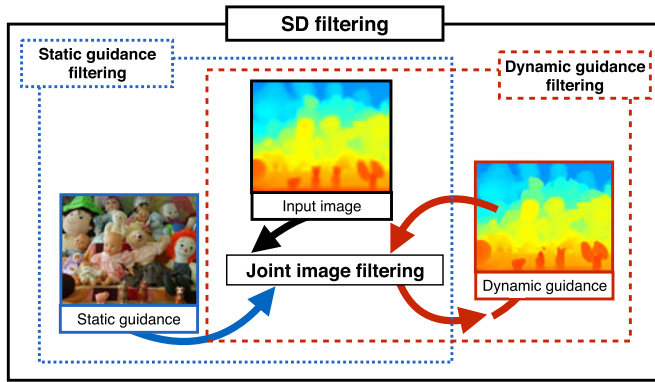 SD filtering
Static guidance
filtering
Dynamic guidance
filtering
Input image
Joint image filtering
Static guidance
Dynamic guidance